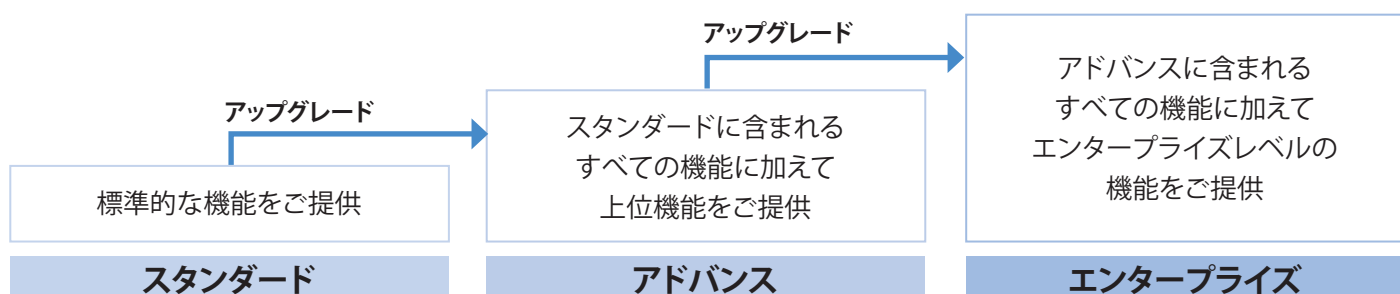 アップグレード
アップグレード
標準的な機能をご提供
スタンダードに含まれる
すべての機能に加えて
上位機能をご提供
アドバンスに含まれる
すべての機能に加えて
エンタープライズレベルの
機能をご提供
スタンダード
アドバンス
エンタープライズ